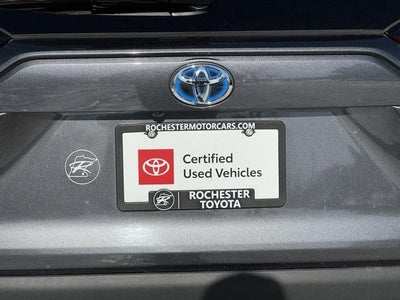 ROCHESTERMOTORCARS.COM
Certified
Used Vehicles
ROCHESTER
TOYOTA